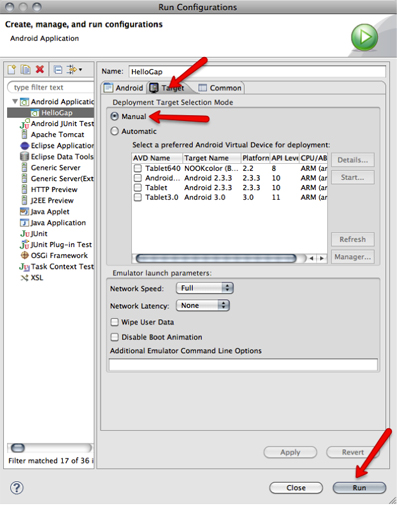 Run Configurations
Create, manage, and run configurations
Android Application
type filter text
Android Applicatio
HelloGap
Android JUnit Test
Apache Tomcat
Eclipse Application
Eclipse Data Tools
Generic Server
Generic Server(Ext
HTTP Preview
J2EE Preview
Java Applet
Java Application
JUnit
JUnit Plug-in Test
OSGi Framework
Task Context Test
XSL
Filter matched 17 of 36 i
Name: HelloGap
Android Target Common
Deployment Target Selection Mode
Manual
Automatic
Select a preferred Android Virtual Device for deployment:
AVD Name Target Name Platform API Leve CPU/AB
Tablet640 NOOKcolor (B... 2.2 8 ARM (ar
Android... Android 2.3.3 2.3.3 10 ARM (ar
Tablet Android 2.3.3 2.3.3 10 ARM (ar
Tablet3.0 Android 3.0 3.0 11 ARM (ar
Details...
Start...
Refresh
Manager...
Emulator launch parameters:
Network Speed: Full
Network Latency: None
Wipe User Data
Disable Boot Animation
Additional Emulator Command Line Options
Apply Revert
? Close Run